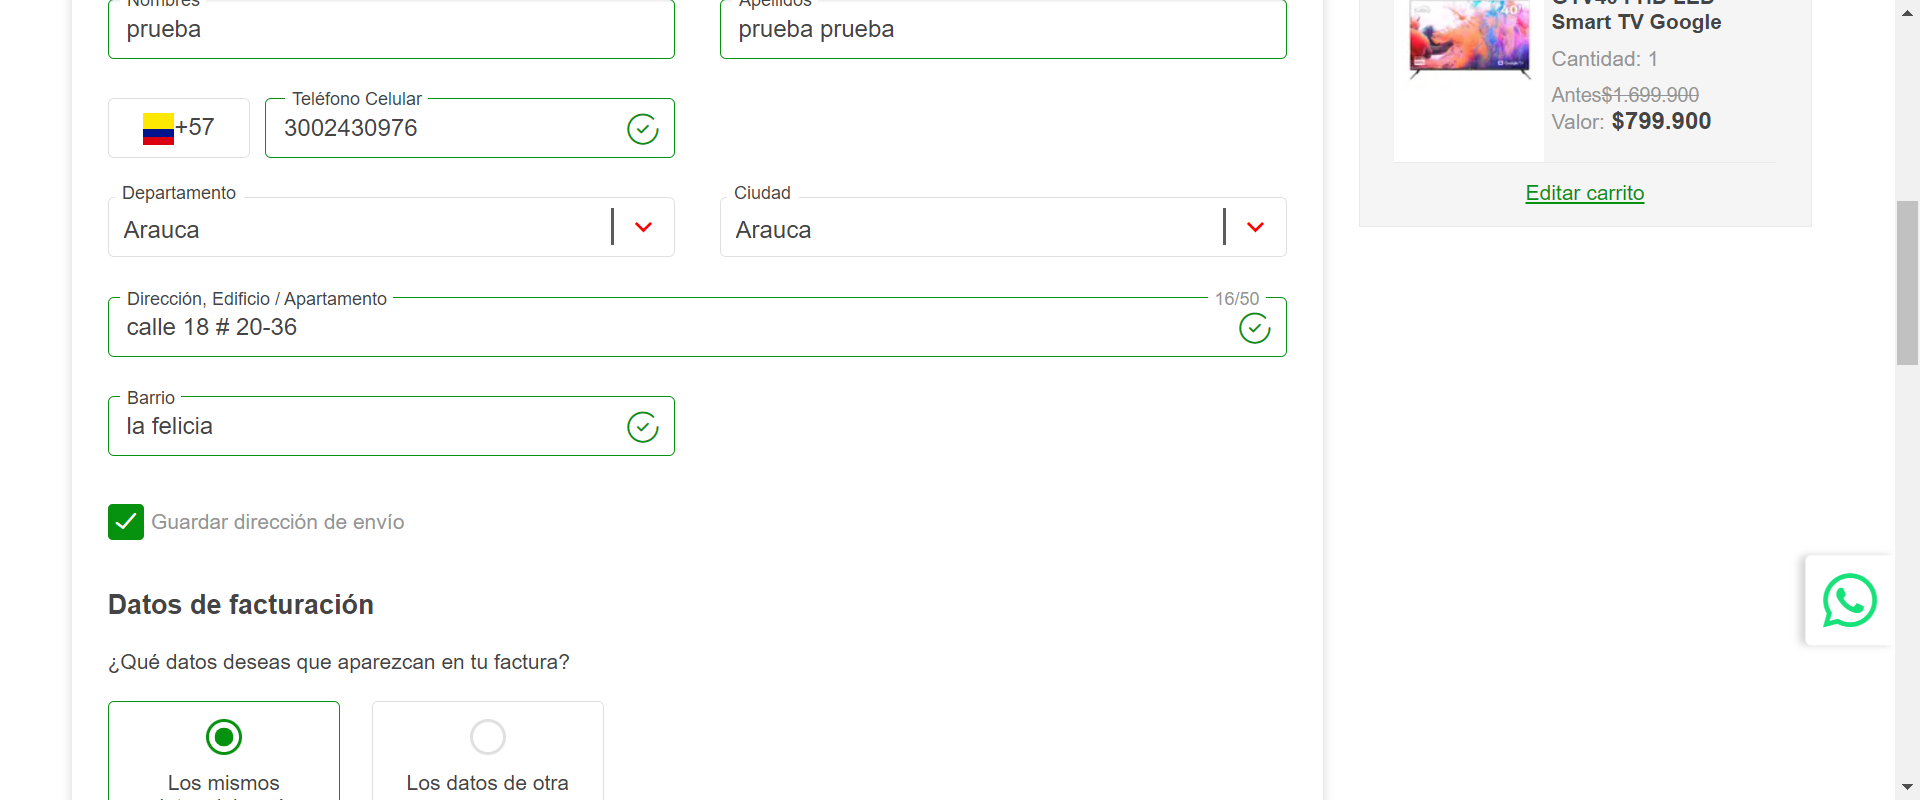 Nombres
prueba
Apellidos
prueba prueba
+57
Teléfono Celular
3002430976
Departamento
Arauca
Ciudad
Arauca
Dirección, Edificio / Apartamento
16/50
calle 18 # 20-36
Barrio
la felicia
Guardar dirección de envío
Datos de facturación
¿Qué datos deseas que aparezcan en tu factura?
Los mismos
Los datos de otra
Smart TV Google
Cantidad: 1
Antes$1.699.900
Valor: $799.900
Editar carrito